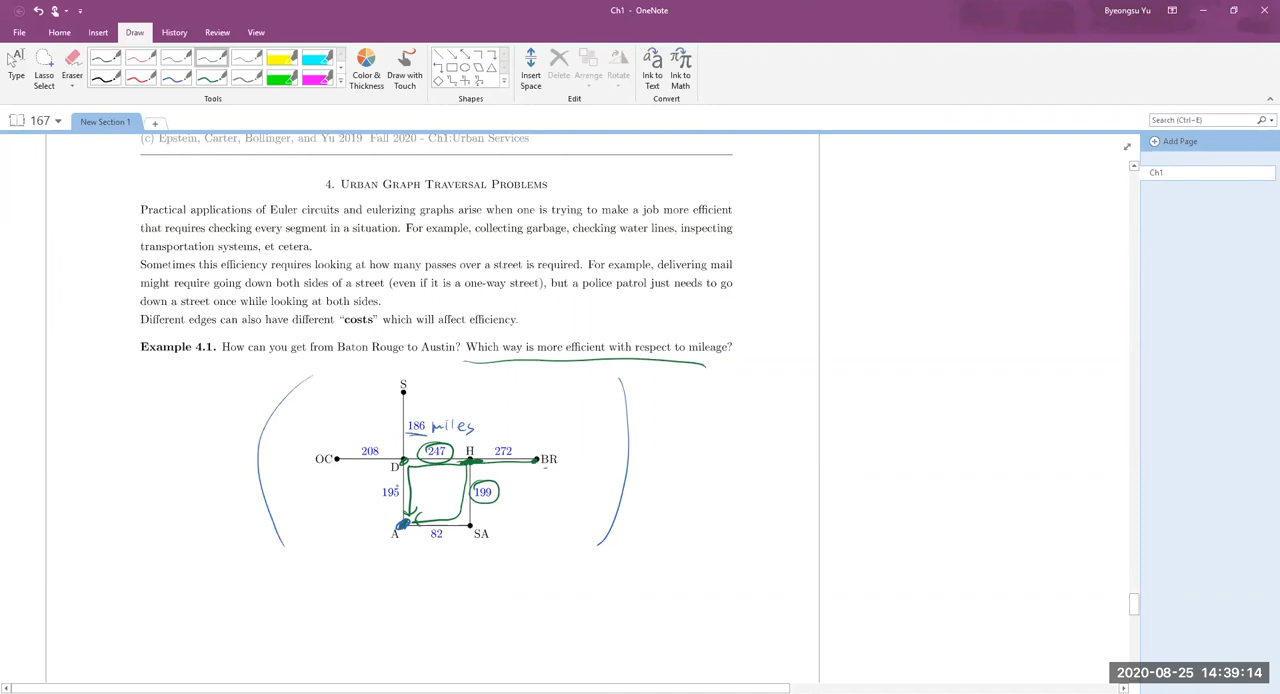 Ch1 - OneNote
Byeongsu Yu
File Home Insert Draw History Review View
Type
Lasso Select
Eraser
Color & Thickness
Draw with Touch
Insert Space
Delete
Arrange
Rotate
Ink to Text
Ink to Math
Tools Shapes Edit Convert
167
New Section 1
Search (Ctrl+E)
Add Page
Ch1
(c) Epstein, Carter, Bollinger, and Yu 2019 Fall 2020 - Ch1:Urban Services
4. Urban Graph Traversal Problems
Practical applications of Euler circuits and eulerizing graphs arise when one is trying to make a job more efficient
that requires checking every segment in a situation. For example, collecting garbage, checking water lines, inspecting
transportation systems, et cetera.
Sometimes this efficiency requires looking at how many passes over a street is required. For example, delivering mail
might require going down both sides of a street (even if it is a one-way street), but a police patrol just needs to go
down a street once while looking at both sides.
Different edges can also have different “costs” which will affect efficiency.
Example 4.1. How can you get from Baton Rouge to Austin? Which way is more efficient with respect to mileage?
S
186 miles
208 247 H 272
OC D BR
195 199
A 82 SA
2020-08-25 14:39:14